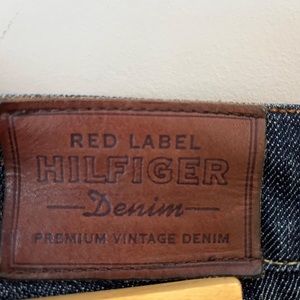 RED LABEL
HILFIGER
Denim
PREMIUM VINTAGE DENIM